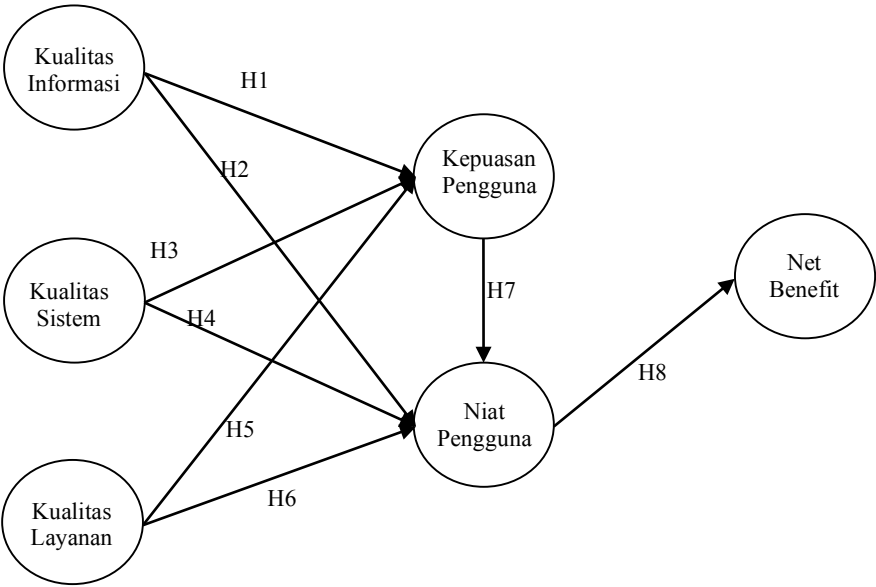 Kualitas
Informasi
H1
H2
Kepuasan
Pengguna
H3
Kualitas
Sistem
H4
H7
Net
Benefit
H5
H6
Niat
Pengguna
H8
Kualitas
Layanan